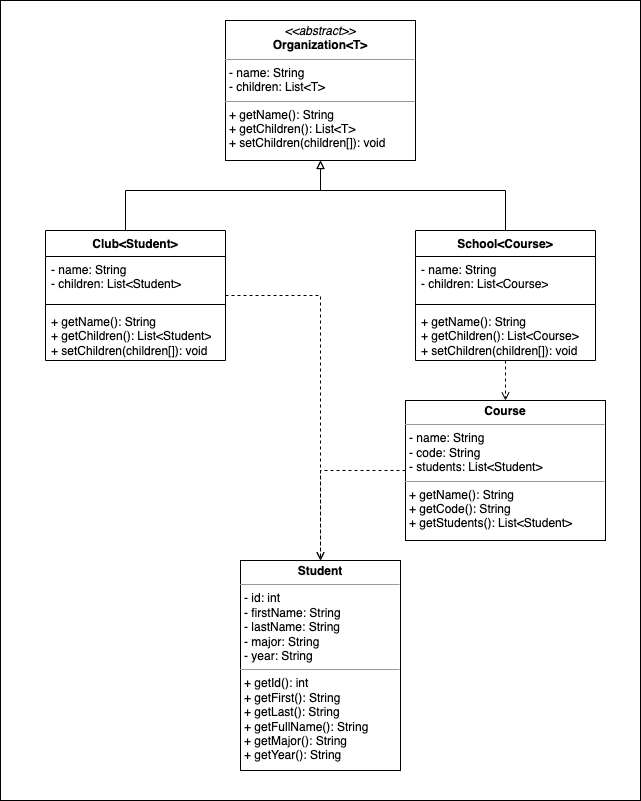 <<abstract>>
Organization<T>
- name: String
- children: List<T>
+ getName(): String
+ getChildren(): List<T>
+ setChildren(children[]): void
Club<Student>
- name: String
- children: List<Student>
+ getName(): String
+ getChildren(): List<Student>
+ setChildren(children[]): void
School<Course>
- name: String
- children: List<Course>
+ getName(): String
+ getChildren(): List<Course>
+ setChildren(children[]): void
Course
- name: String
- code: String
- students: List<Student>
+ getName(): String
+ getCode(): String
+ getStudents(): List<Student>
Student
- id: int
- firstName: String
- lastName: String
- major: String
- year: String
+ getId(): int
+ getFirst(): String
+ getLast(): String
+ getFullName(): String
+ getMajor(): String
+ getYear(): String